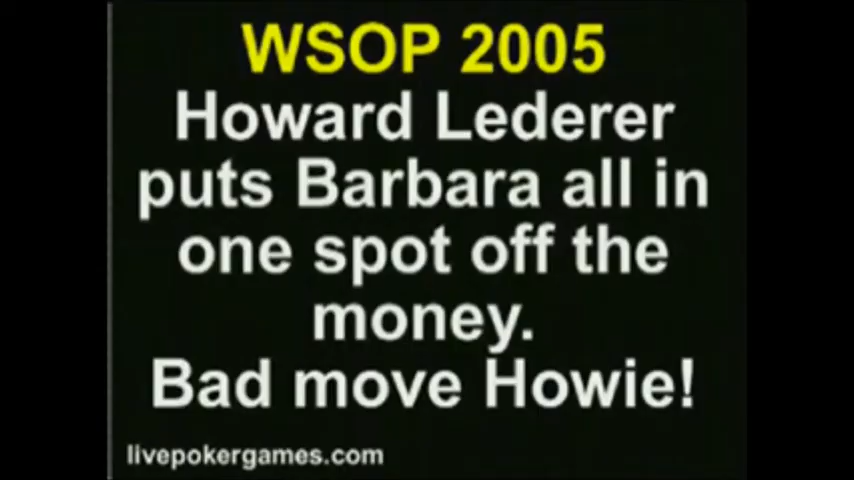 WSOP 2005
Howard Lederer
puts Barbara all in
one spot off the
money.
Bad move Howie!
livepokergames.com